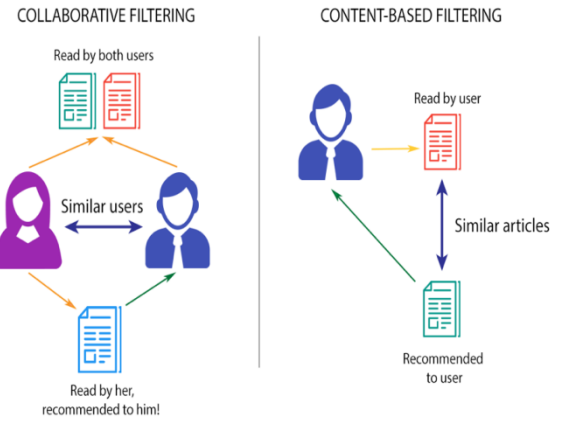 COLLABORATIVE FILTERING
Read by both users
Similar users
Read by her,
recommended to him!
CONTENT-BASED FILTERING
Read by user
Similar articles
Recommended
to user